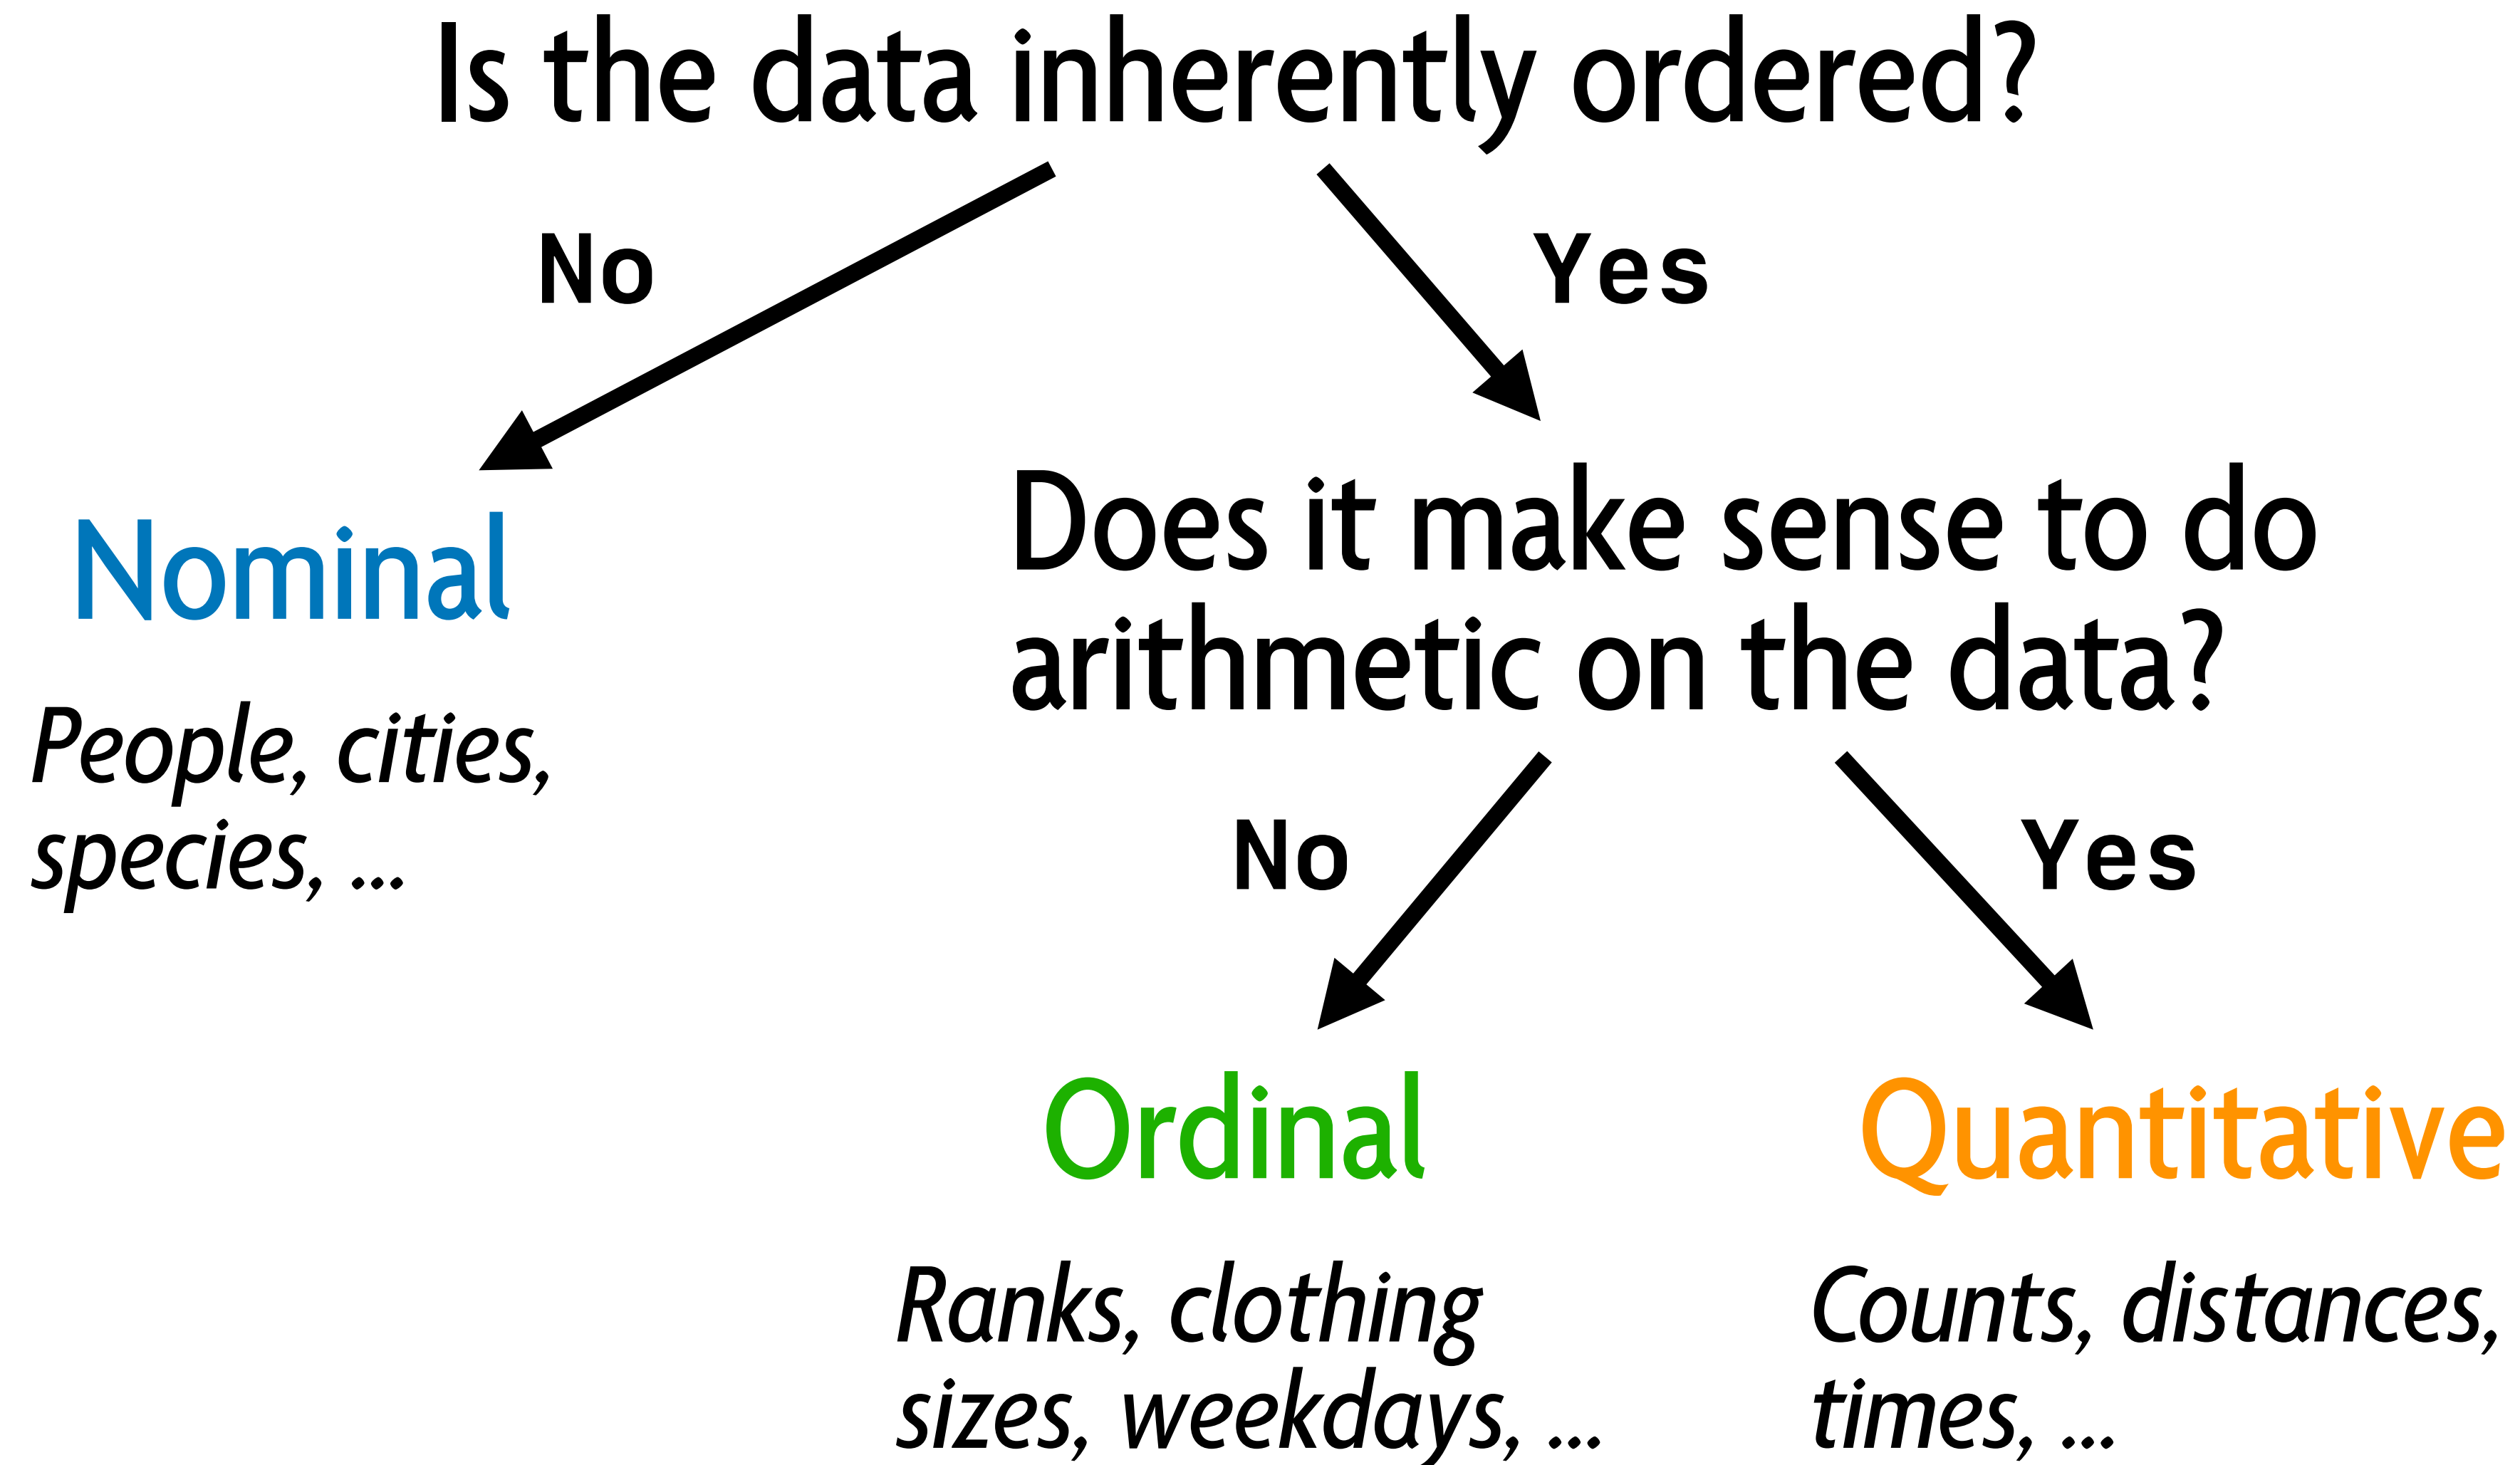 Is the data inherently ordered?
No
Yes
Nominal
People, cities,
species, ...
Does it make sense to do
arithmetic on the data?
No
Yes
Ordinal
Ranks, clothing
sizes, weekdays, ...
Quantitative
Counts, distances,
times, ...